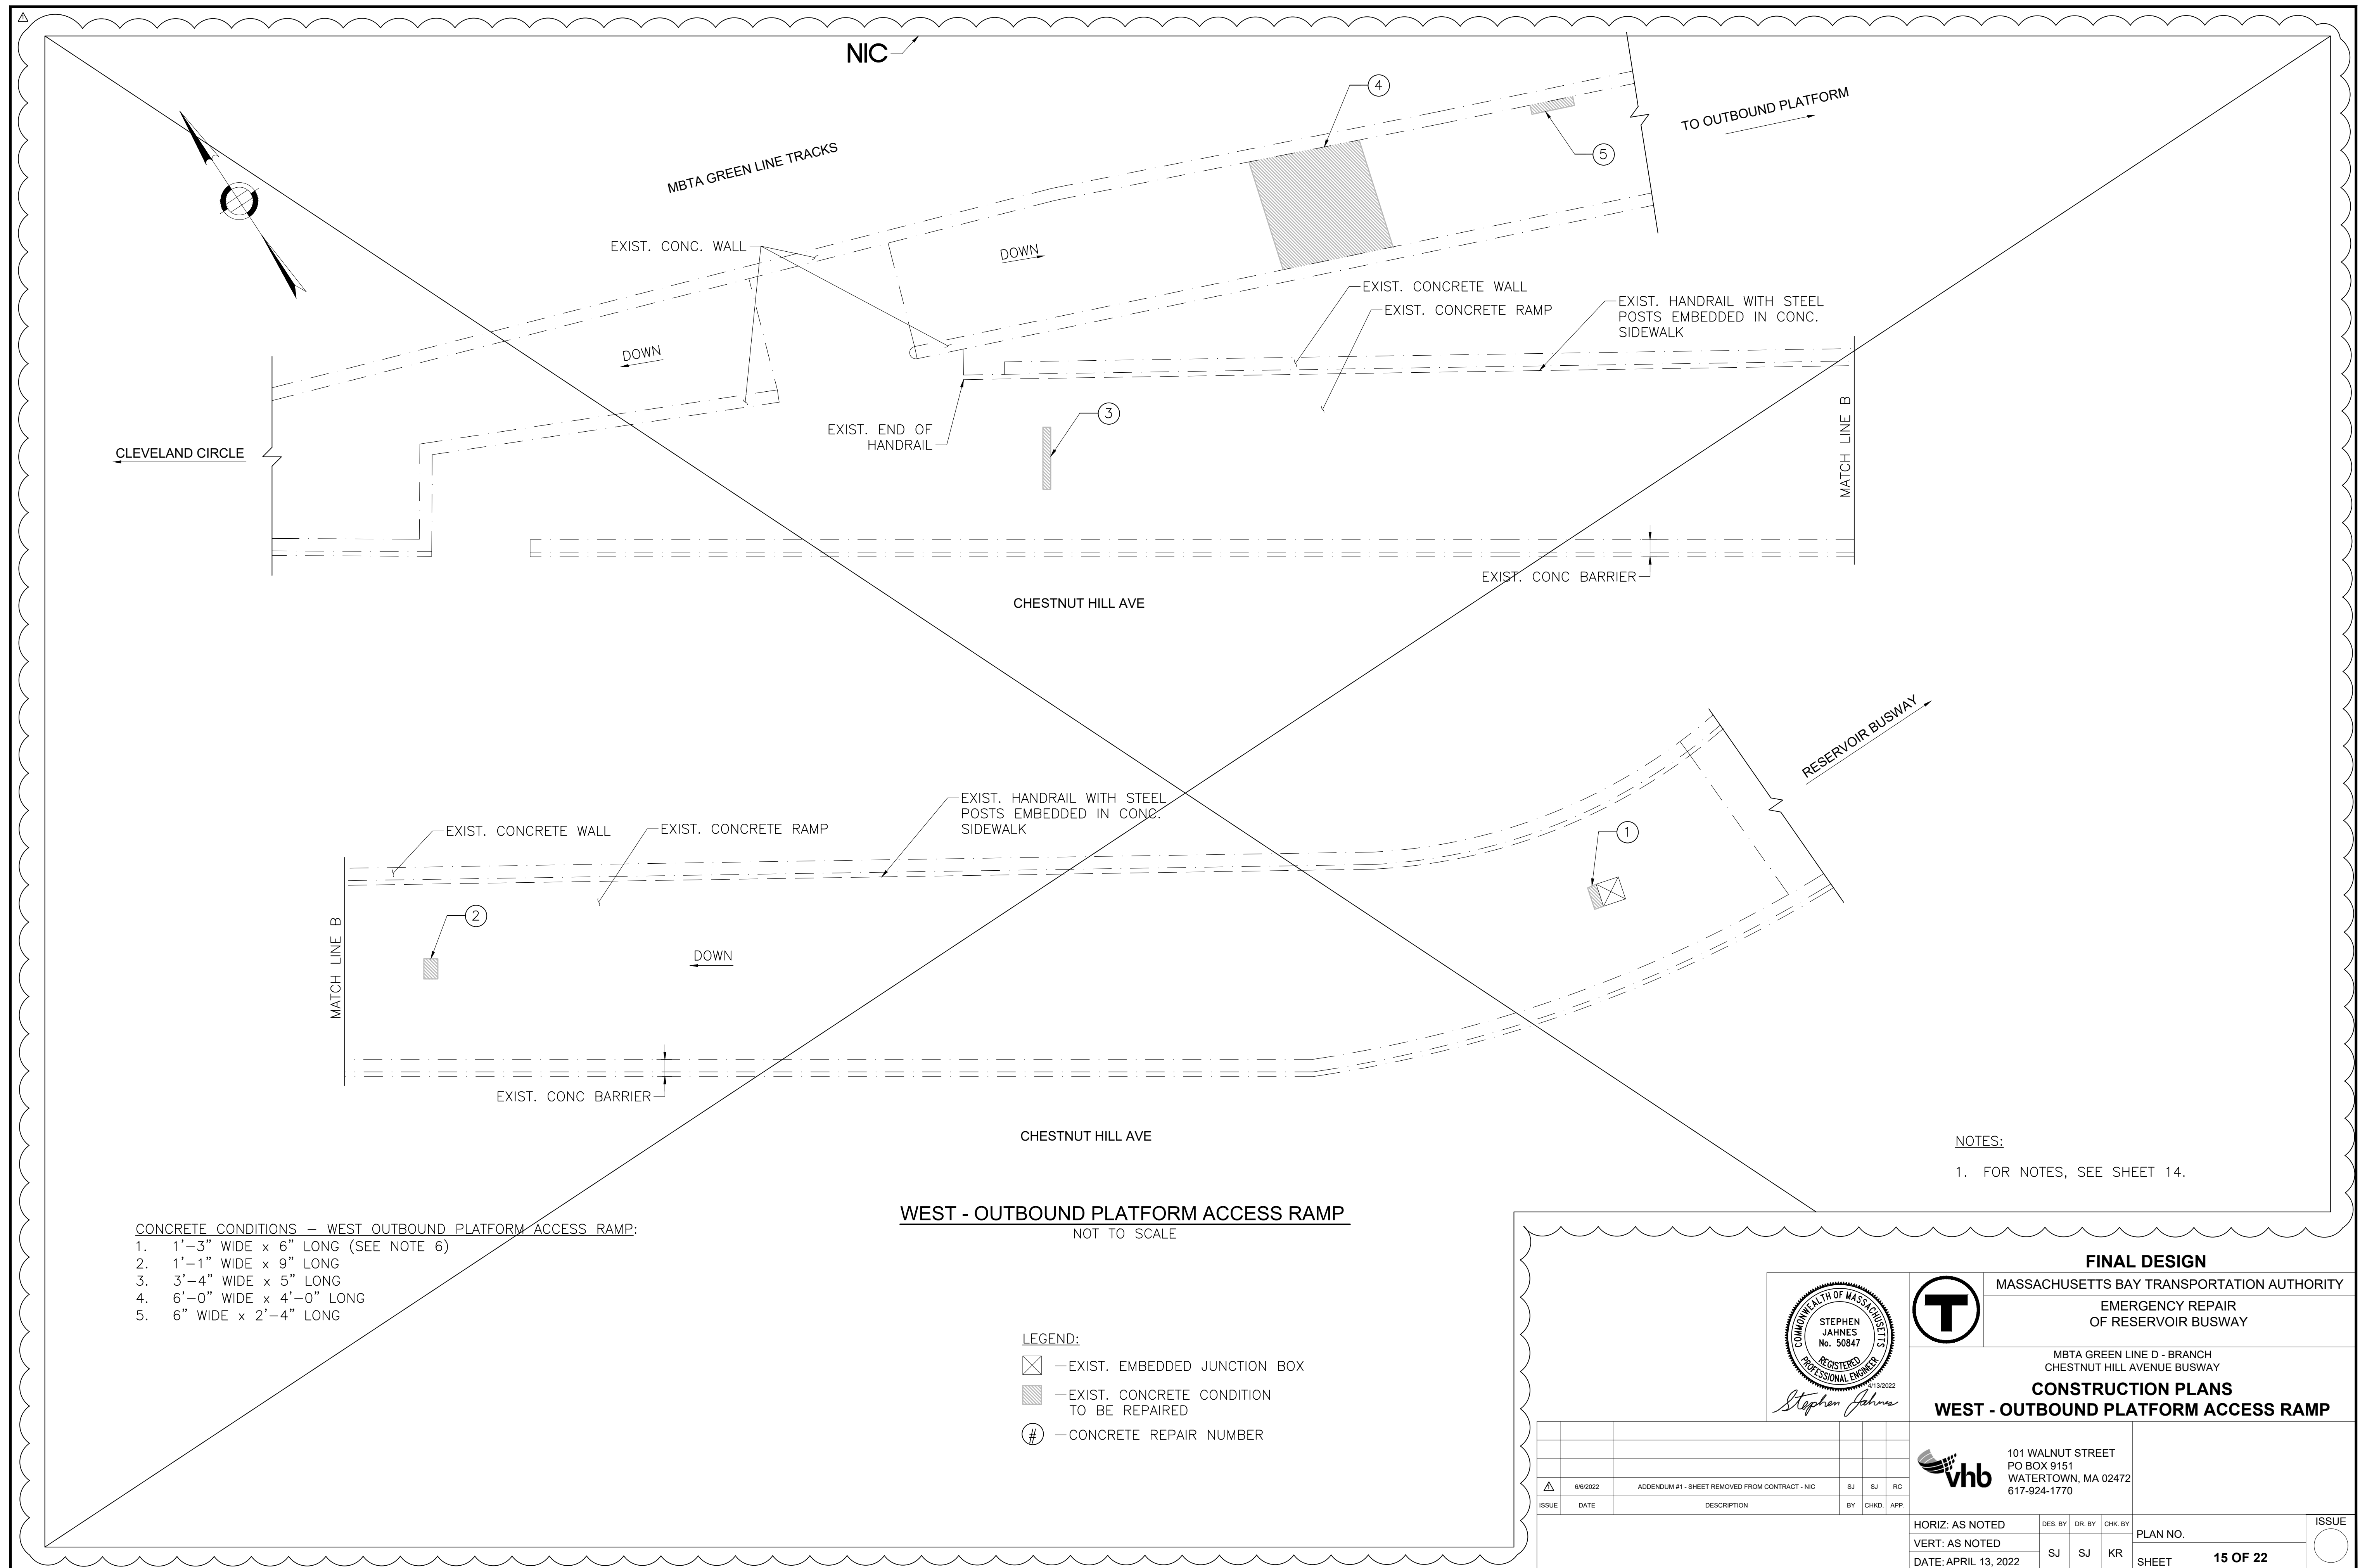 NIC
4
TO OUTBOUND PLATFORM
5
MBTA GREEN LINE TRACKS
EXIST. CONC. WALL
DOWN
EXIST. CONCRETE WALL
EXIST. CONCRETE RAMP
EXIST. HANDRAIL WITH STEEL
POSTS EMBEDDED IN CONC.
SIDEWALK
DOWN
EXIST. END OF
HANDRAIL
3
MATCH LINE B
CLEVELAND CIRCLE
EXIST. CONC BARRIER
CHESTNUT HILL AVE
RESERVOIR BUSWAY
EXIST. CONCRETE WALL
EXIST. CONCRETE RAMP
EXIST. HANDRAIL WITH STEEL
POSTS EMBEDDED IN CONC.
SIDEWALK
1
2
MATCH LINE B
DOWN
EXIST. CONC BARRIER
CHESTNUT HILL AVE
NOTES:
1. FOR NOTES, SEE SHEET 14.
WEST - OUTBOUND PLATFORM ACCESS RAMP
NOT TO SCALE
CONCRETE CONDITIONS – WEST OUTBOUND PLATFORM ACCESS RAMP:
1. 1'–3" WIDE x 6" LONG (SEE NOTE 6)
2. 1'–1" WIDE x 9" LONG
3. 3'–4" WIDE x 5" LONG
4. 6'–0" WIDE x 4'–0" LONG
5. 6" WIDE x 2'–4" LONG
LEGEND:
–EXIST. EMBEDDED JUNCTION BOX
–EXIST. CONCRETE CONDITION
TO BE REPAIRED
# –CONCRETE REPAIR NUMBER
FINAL DESIGN
T
MASSACHUSETTS BAY TRANSPORTATION AUTHORITY
EMERGENCY REPAIR
OF RESERVOIR BUSWAY
MBTA GREEN LINE D - BRANCH
CHESTNUT HILL AVENUE BUSWAY
CONSTRUCTION PLANS
WEST - OUTBOUND PLATFORM ACCESS RAMP
COMMONWEALTH OF MASSACHUSETTS
STEPHEN
JAHNES
No. 50847
REGISTERED
PROFESSIONAL ENGINEER
4/13/2022
Stephen Jahnes
vhb
101 WALNUT STREET
PO BOX 9151
WATERTOWN, MA 02472
617-924-1770
6/6/2022 ADDENDUM #1 - SHEET REMOVED FROM CONTRACT - NIC SJ SJ RC
ISSUE DATE DESCRIPTION BY CHKD. APP.
HORIZ: AS NOTED
VERT: AS NOTED
DATE: APRIL 13, 2022
DES. BY DR. BY CHK. BY
SJ SJ KR
PLAN NO.
SHEET 15 OF 22
ISSUE